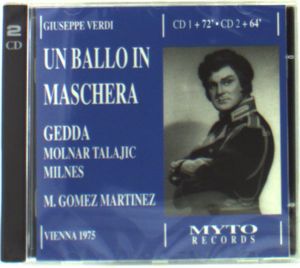 2
CD
GIUSEPPE VERDI
CD 1 + 72' • CD 2 + 64'
UN BALLO IN
MASCHERA
GEDDA
MOLNAR TALAJIC
MILNES
M. GOMEZ MARTINEZ
VIENNA 1975
MYTO
RECORDS